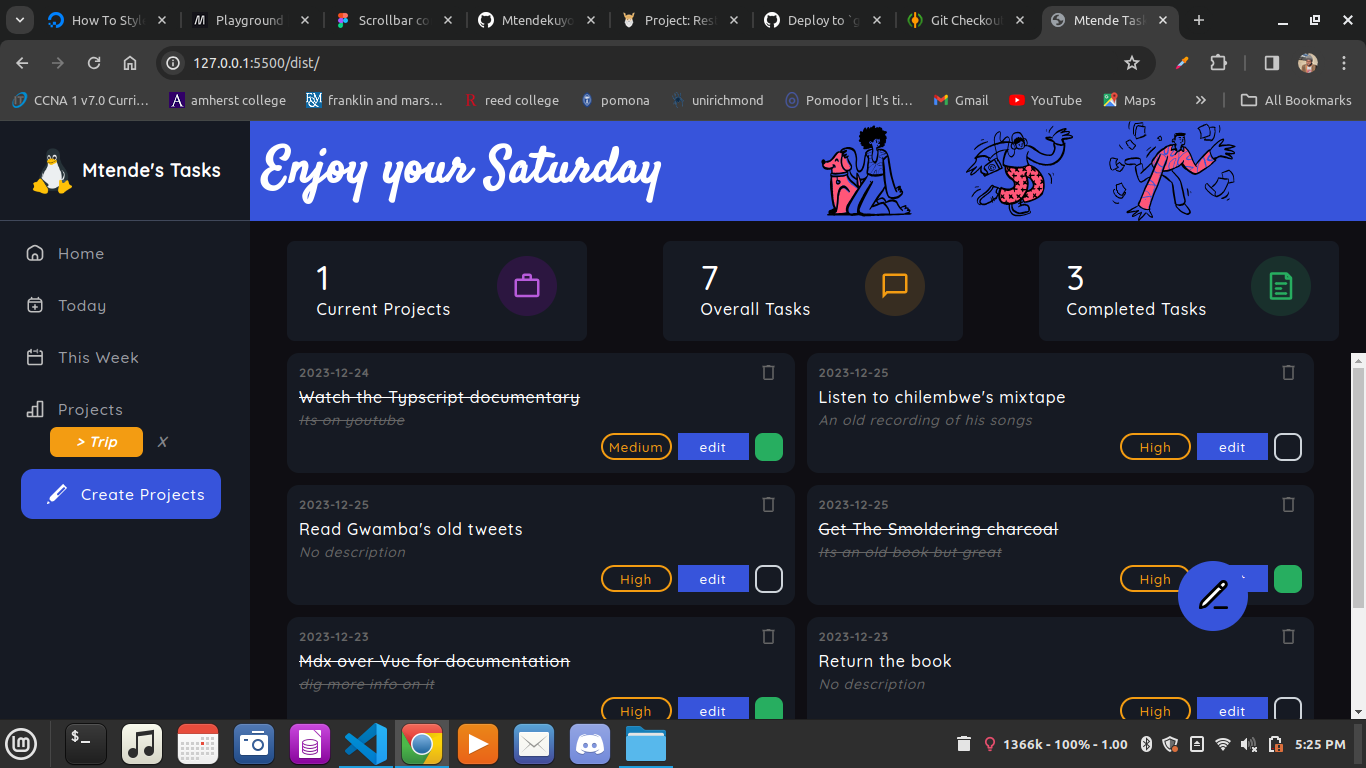 How To Styl
Playground
Scrollbar co
Mtendekuyo
Project: Rest
Deploy to `g
Git Checkou
Mtende Task
127.0.0.1:5500/dist/
CCNA 1 v7.0 Curri...
amherst college
franklin and mars...
reed college
pomona
unirichmond
Pomodor | It's ti...
Gmail
YouTube
Maps
All Bookmarks
Mtende's Tasks
Enjoy your Saturday
Home
Today
This Week
Projects
> Trip X
Create Projects
1
Current Projects
7
Overall Tasks
3
Completed Tasks
2023-12-24
Watch the Typscript documentary
Its on youtube
Medium edit
2023-12-25
Listen to chilembwe's mixtape
An old recording of his songs
High edit
2023-12-25
Read Gwamba's old tweets
No description
High edit
2023-12-25
Get The Smoldering charcoal
Its an old book but great
High
2023-12-23
Mdx over Vue for documentation
dig more info on it
High edit
2023-12-23
Return the book
No description
High edit
1366k - 100% - 1.00
5:25 PM